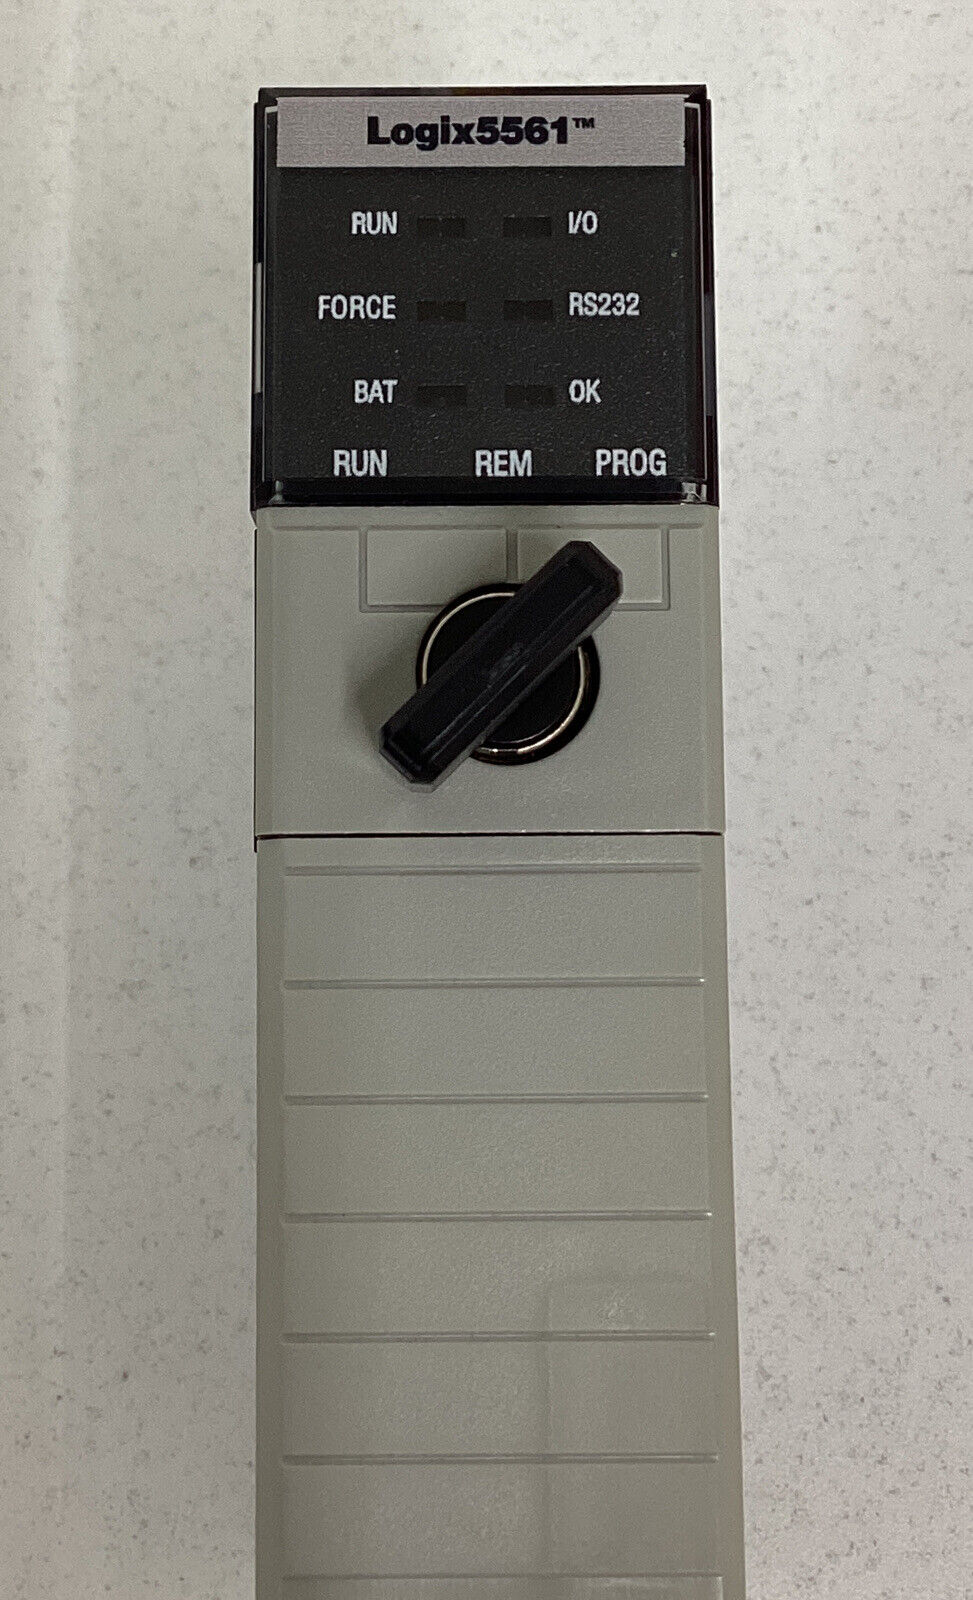 Logix5561™
RUN I/O
FORCE RS232
BAT OK
RUN REM PROG